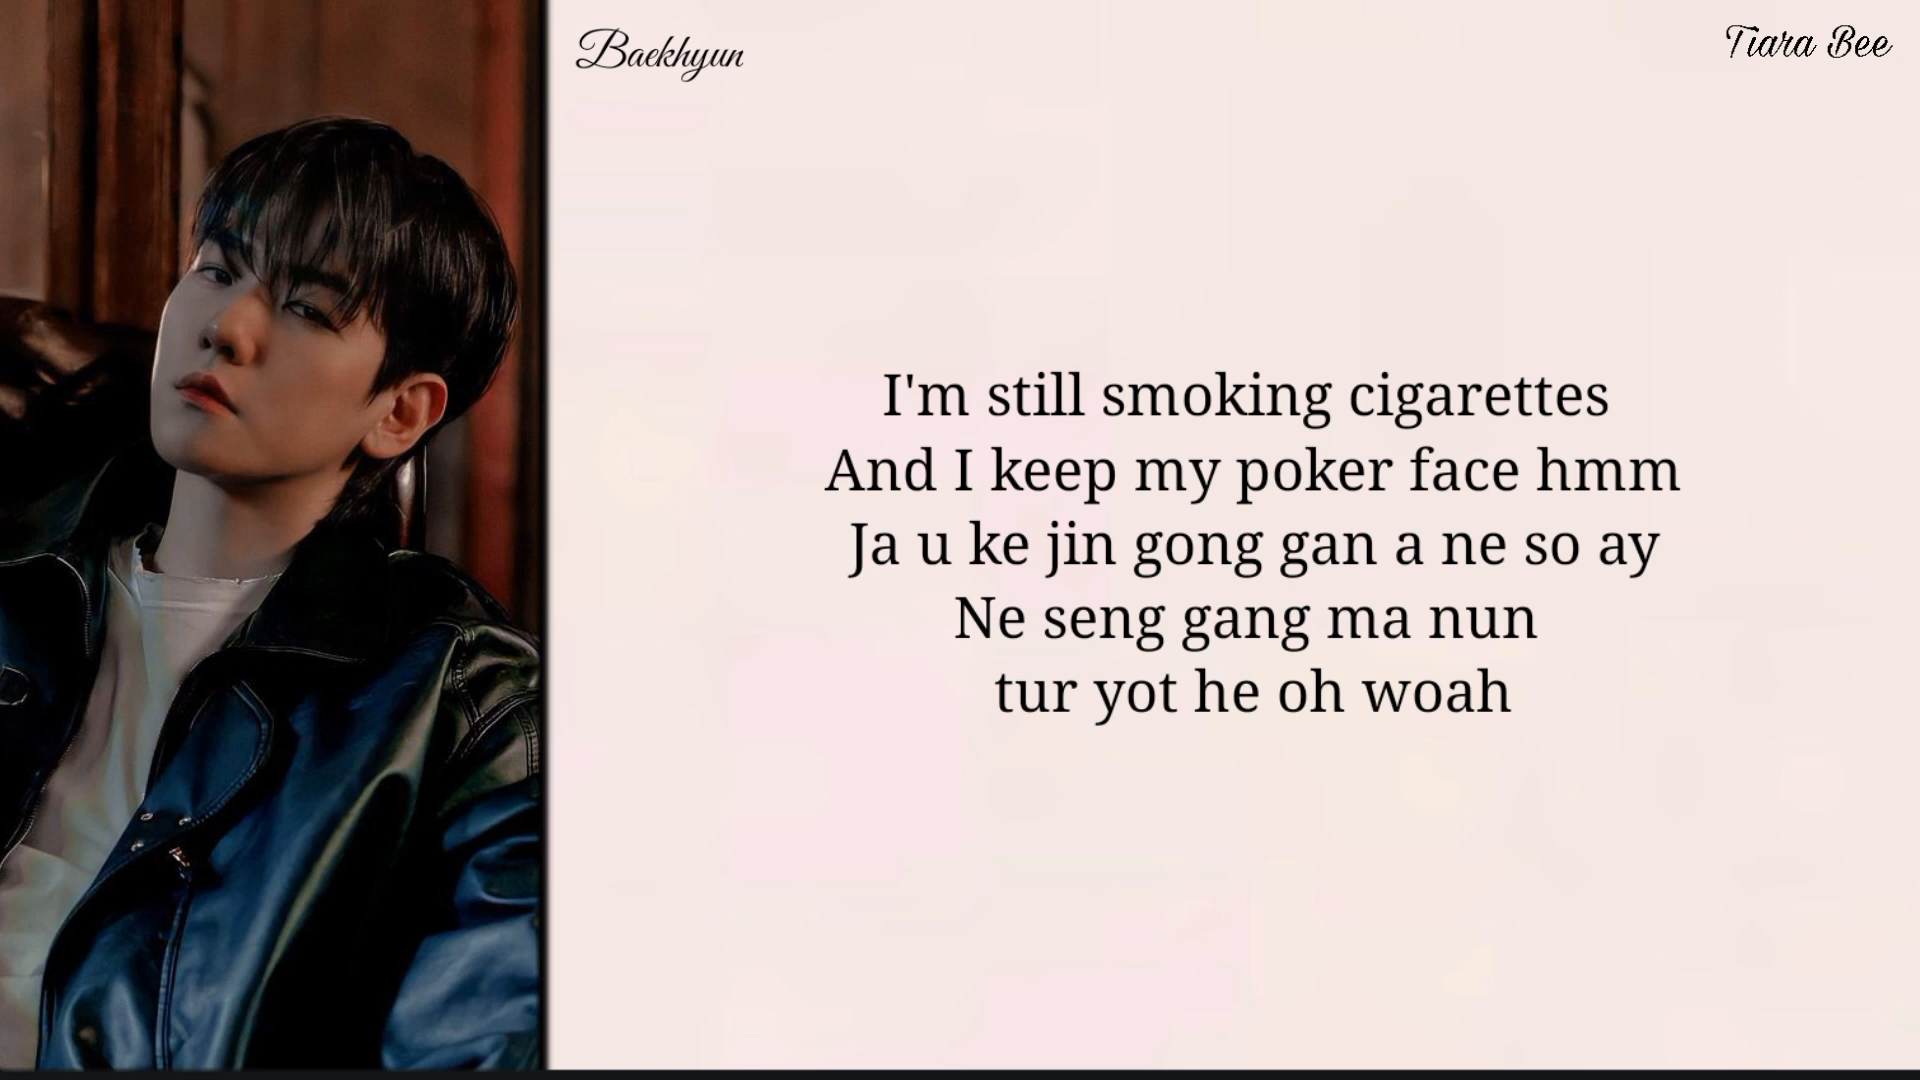 Baekhyun
Tiara Bee
I'm still smoking cigarettes
And I keep my poker face hmm
Ja u ke jin gong gan a ne so ay
Ne seng gang ma nun
tur yot he oh woah